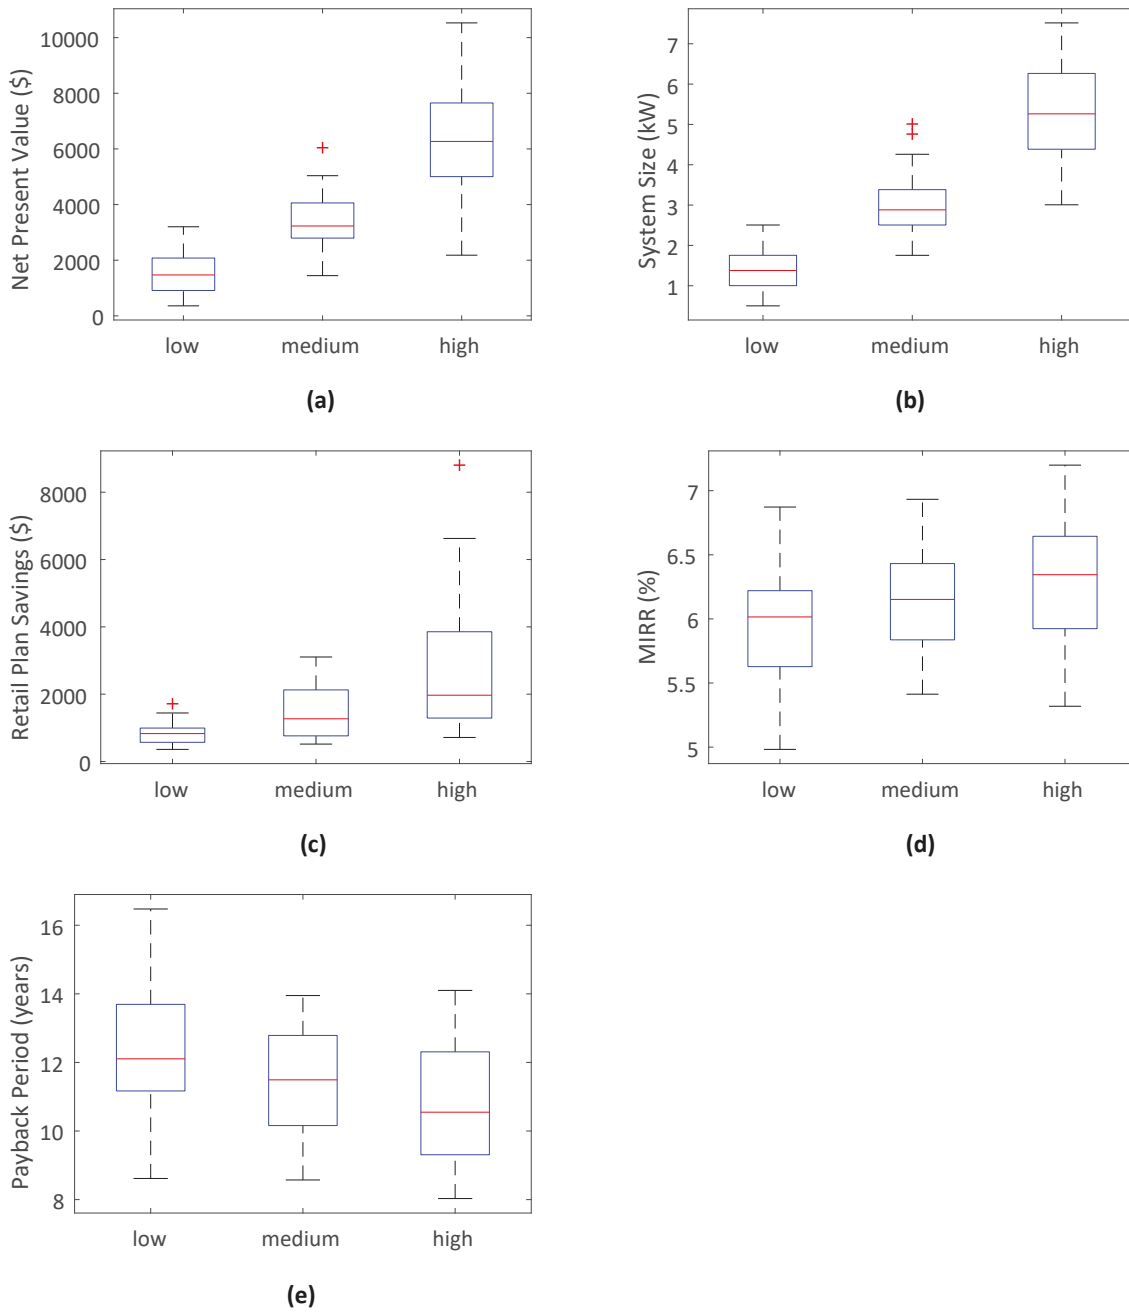 Net Present Value ($)
10000
8000
6000
4000
2000
0
low medium high
(a)
System Size (kW)
7
6
5
4
3
2
1
low medium high
(b)
Retail Plan Savings ($)
8000
6000
4000
2000
0
low medium high
(c)
MIRR (%)
7
6.5
6
5.5
5
low medium high
(d)
Payback Period (years)
16
14
12
10
8
low medium high
(e)